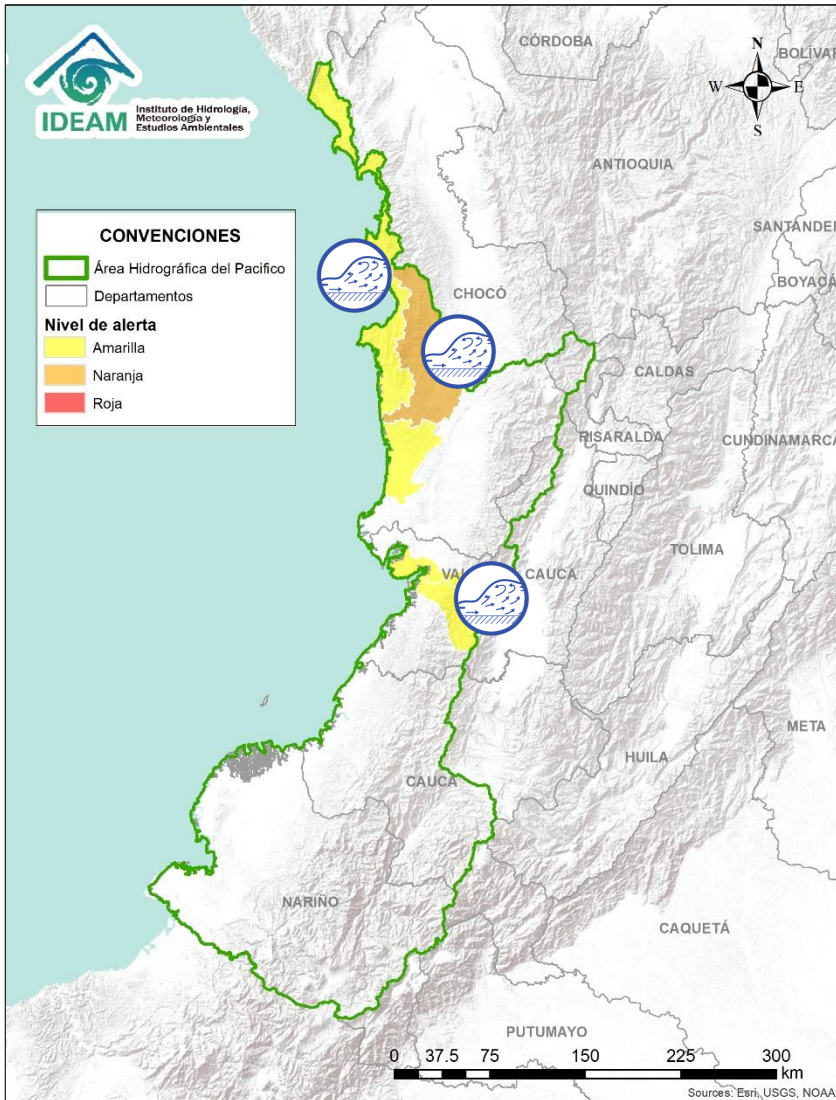 IDEAM
Instituto de Hidrología,
Meteorología y
Estudios Ambientales
N
W
E
S
CÓRDOBA
BOLÍVAR
ANTIOQUIA
SANTANDER
BOYACÁ
CONVENCIONES
Área Hidrográfica del Pacifico
Departamentos
Nivel de alerta
Amarilla
Naranja
Roja
CHOCÓ
CALDAS
RISARALDA
CUNDINAMARCA
QUINDÍO
TOLIMA
CAUCA
META
HUILA
CAUCA
NARIÑO
CAQUETÁ
PUTUMAYO
0 37.5 75 150 225 300
km
Sources: Esri, USGS, NOAA